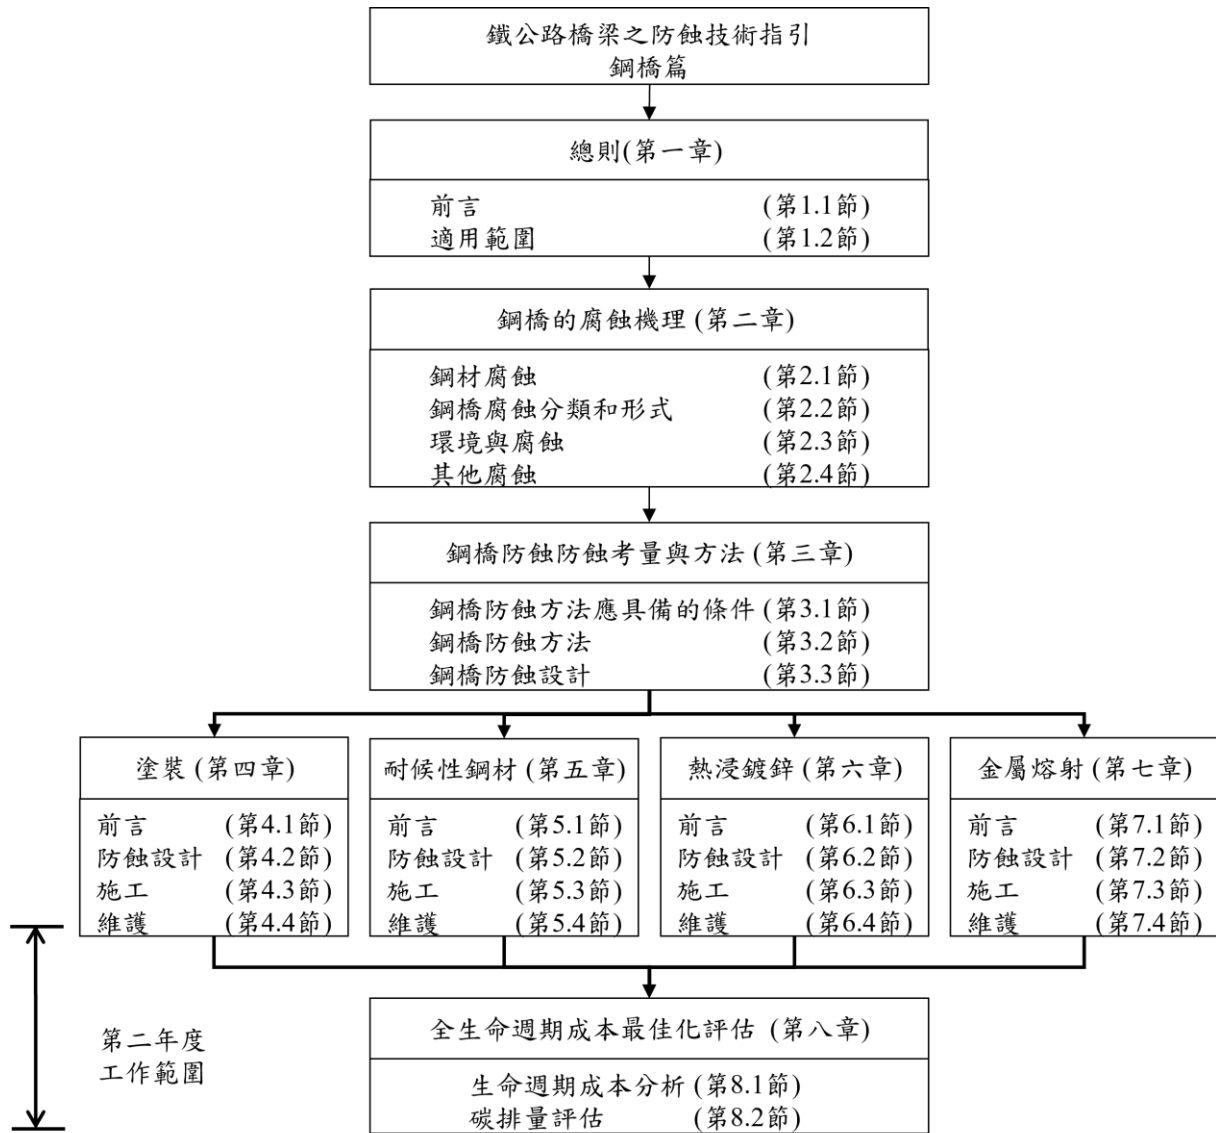 鐵公路橋梁之防蝕技術指引
鋼橋篇
總則(第一章)
前言 (第1.1節)
適用範圍 (第1.2節)
鋼橋的腐蝕機理 (第二章)
鋼材腐蝕 (第2.1節)
鋼橋腐蝕分類和形式 (第2.2節)
環境與腐蝕 (第2.3節)
其他腐蝕 (第2.4節)
鋼橋防蝕防蝕考量與方法 (第三章)
鋼橋防蝕方法應具備的條件 (第3.1節)
鋼橋防蝕方法 (第3.2節)
鋼橋防蝕設計 (第3.3節)
塗裝 (第四章)
前言 (第4.1節)
防蝕設計 (第4.2節)
施工 (第4.3節)
維護 (第4.4節)
耐候性鋼材 (第五章)
前言 (第5.1節)
防蝕設計 (第5.2節)
施工 (第5.3節)
維護 (第5.4節)
熱浸鍍鋅 (第六章)
前言 (第6.1節)
防蝕設計 (第6.2節)
施工 (第6.3節)
維護 (第6.4節)
金屬熔射 (第七章)
前言 (第7.1節)
防蝕設計 (第7.2節)
施工 (第7.3節)
維護 (第7.4節)
第二年度
工作範圍
全生命週期成本最佳化評估 (第八章)
生命週期成本分析 (第8.1節)
碳排量評估 (第8.2節)